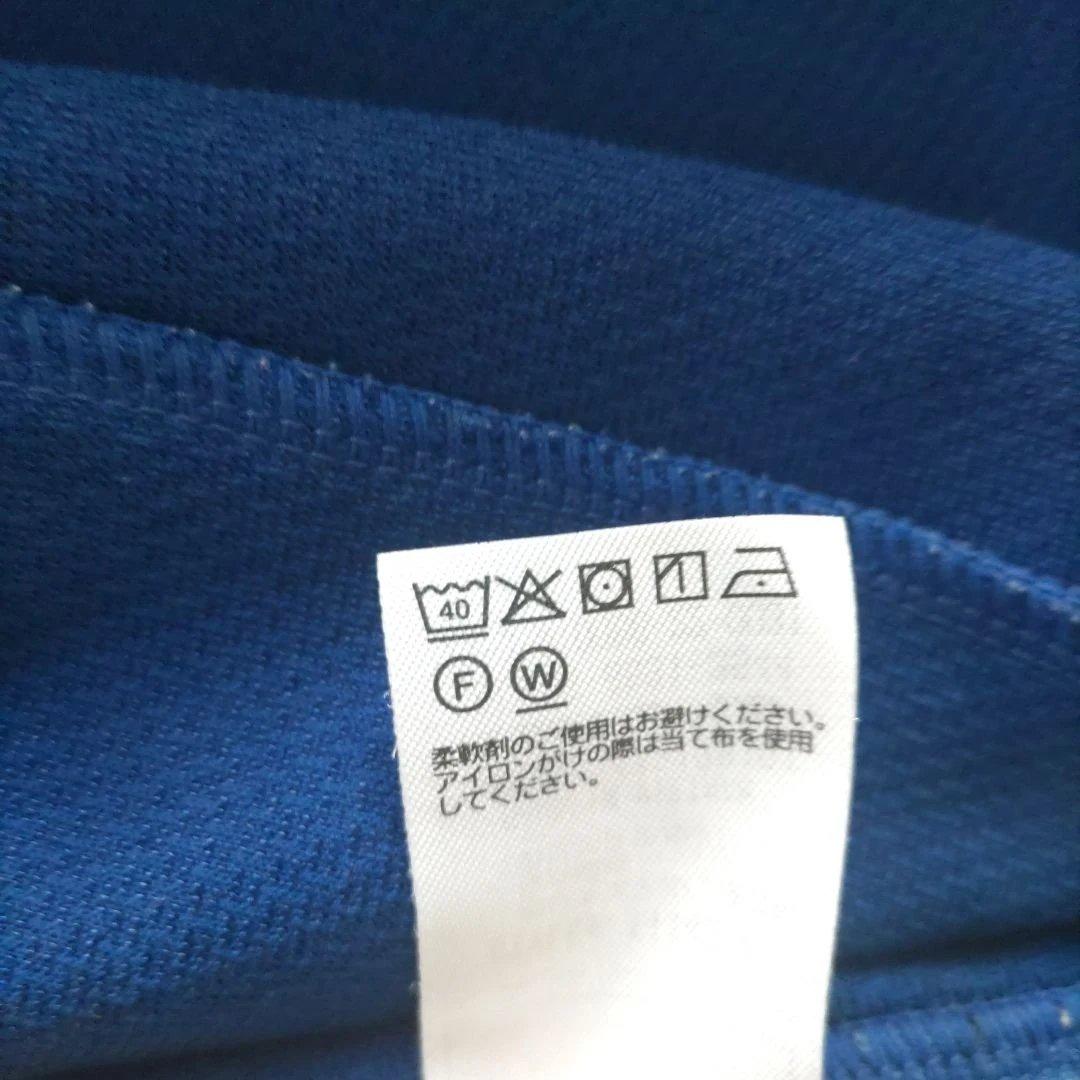 40
F W
柔軟剤のご使用はお避けください。
アイロンがけの際は当て布を使用
してください。